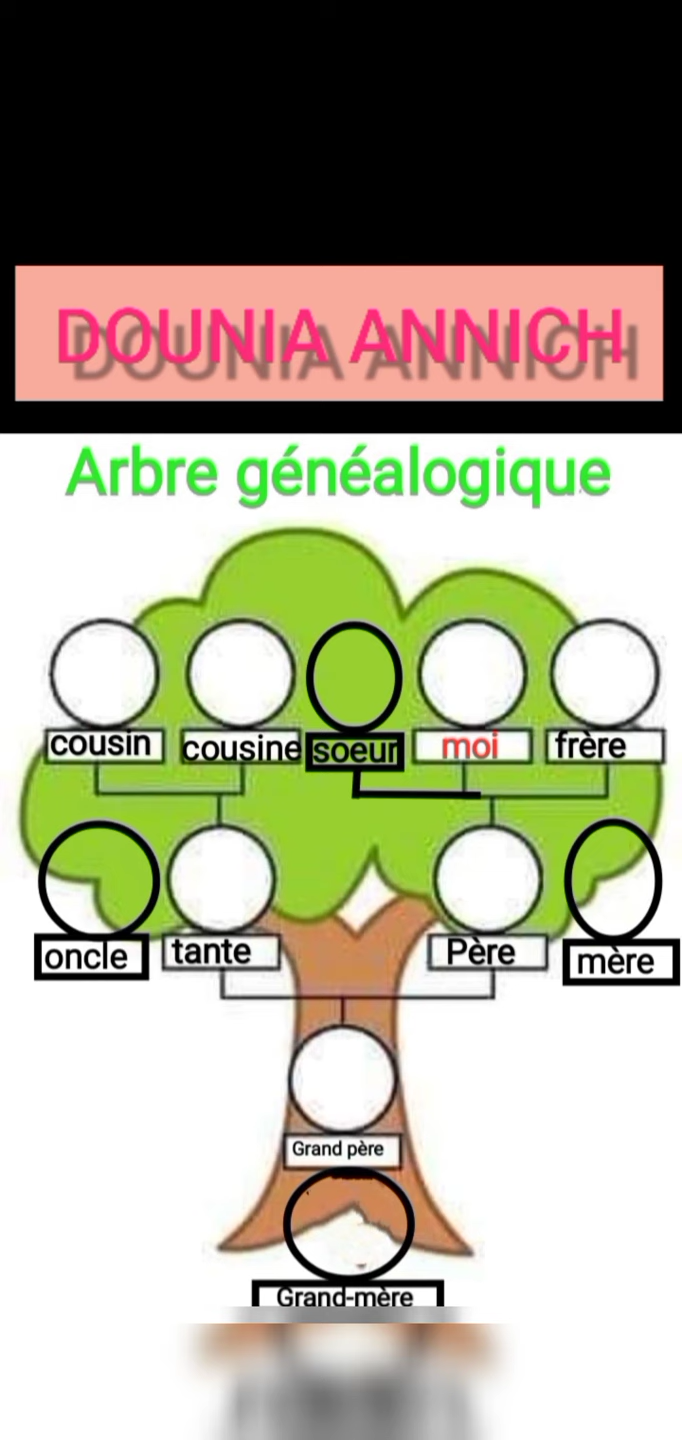 DOUNIA ANNICH
Arbre généalogique
cousin cousine soeur moi frère
oncle tante Père mère
Grand père
Grand-mère